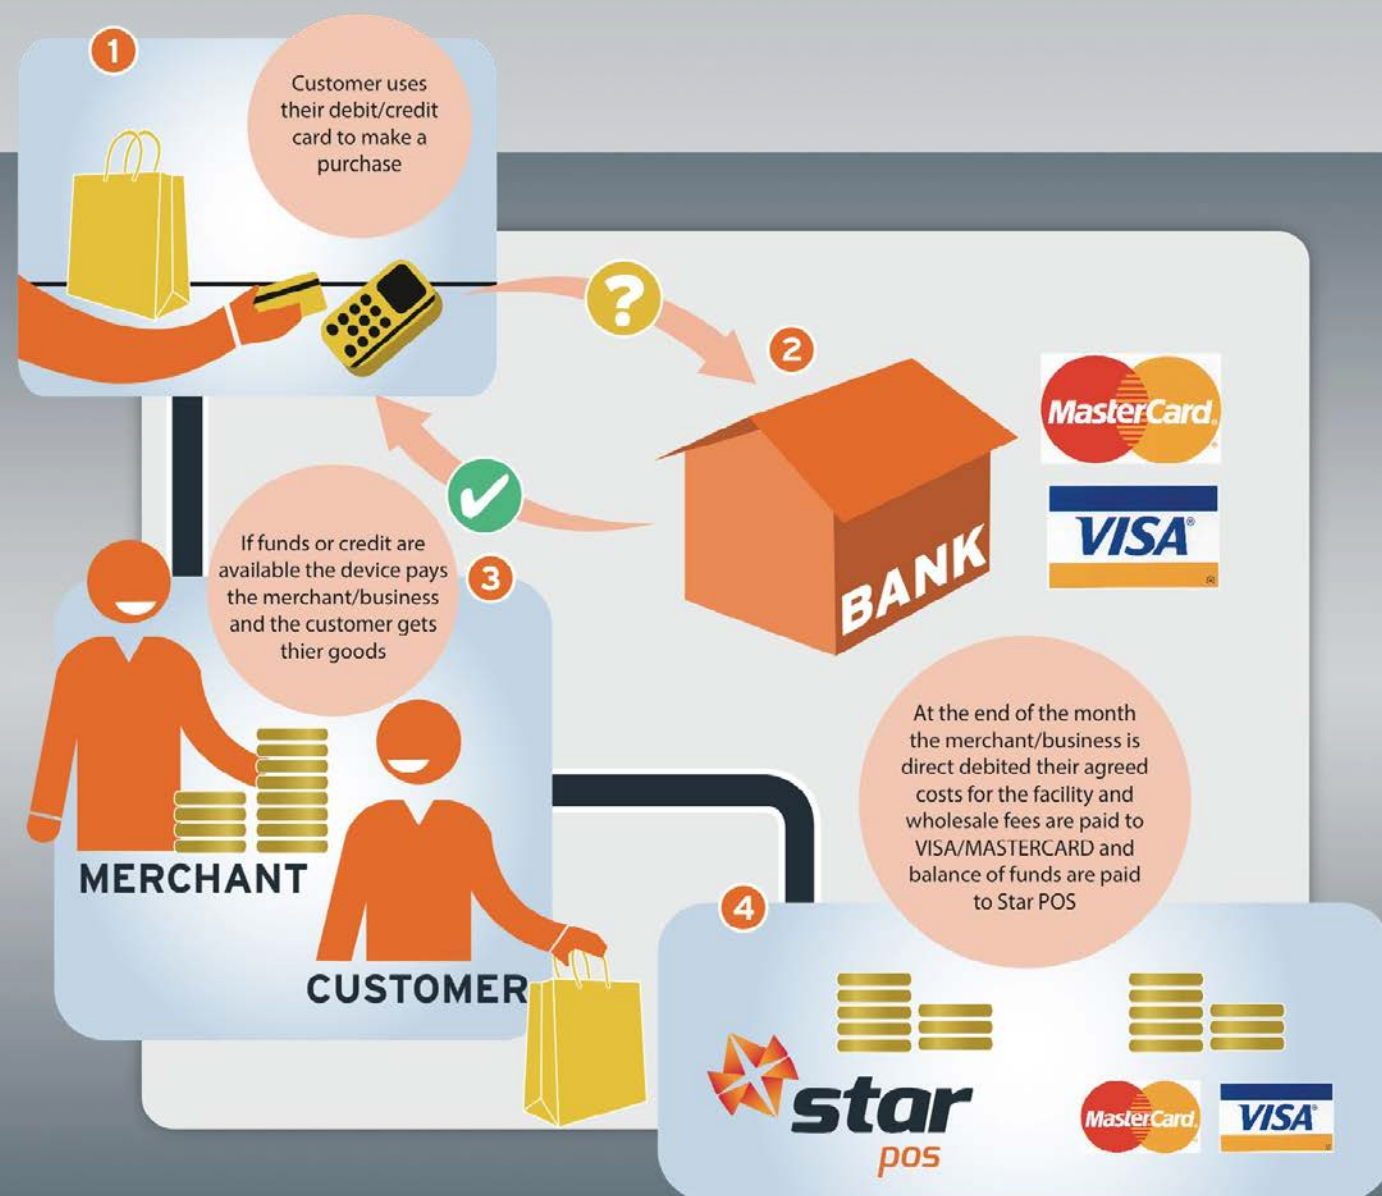 1
Customer uses
their debit/credit
card to make a
purchase
?
2
MasterCard
VISA
BANK
3
If funds or credit are
available the device pays
the merchant/business
and the customer gets
thier goods
MERCHANT
CUSTOMER
4
At the end of the month
the merchant/business is
direct debited their agreed
costs for the facility and
wholesale fees are paid to
VISA/MASTERCARD and
balance of funds are paid
to Star POS
star
pos
MasterCard
VISA